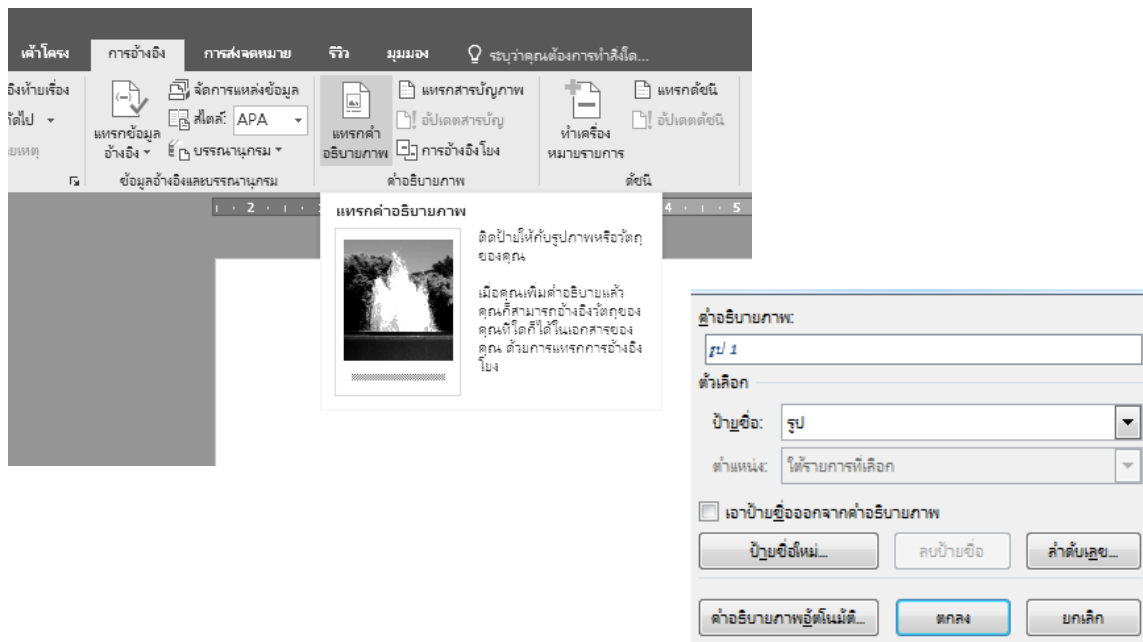 เค้าโครง การอ้างอิง การส่งจดหมาย รีวิว มุมมอง ระบุว่าคุณต้องการทำสิ่งใด...
อิงท้ายเรื่อง
ถัดไป
ายเหตุ
แทรกข้อมูล
อ้างอิง
จัดการแหล่งข้อมูล
สไตล์: APA
บรรณานุกรม
ข้อมูลอ้างอิงและบรรณานุกรม
แทรกคำ
อธิบายภาพ
แทรกสารบัญภาพ
อัปเดตสารบัญ
การอ้างอิงโยง
คำอธิบายภาพ
ทำเครื่อง
หมายรายการ
แทรกดัชนี
อัปเดตดัชนี
ดัชนี
2 4 5
แทรกคำอธิบายภาพ
ติดป้ายให้กับรูปภาพหรือวัตถุ
ของคุณ
เมื่อคุณเพิ่มคำอธิบายแล้ว
คุณก็สามารถอ้างอิงวัตถุของ
คุณที่ใดก็ได้ในเอกสารของ
คุณ ด้วยการแทรกการอ้างอิง
โยง
คำอธิบายภาพ:
รูป 1
ตัวเลือก
ป้ายชื่อ: รูป
ตำแหน่ง: ใต้รายการที่เลือก
เอาป้ายชื่อออกจากคำอธิบายภาพ
ป้ายชื่อใหม่... ลบป้ายชื่อ ลำดับเลข...
คำอธิบายภาพอัตโนมัติ... ตกลง ยกเลิก